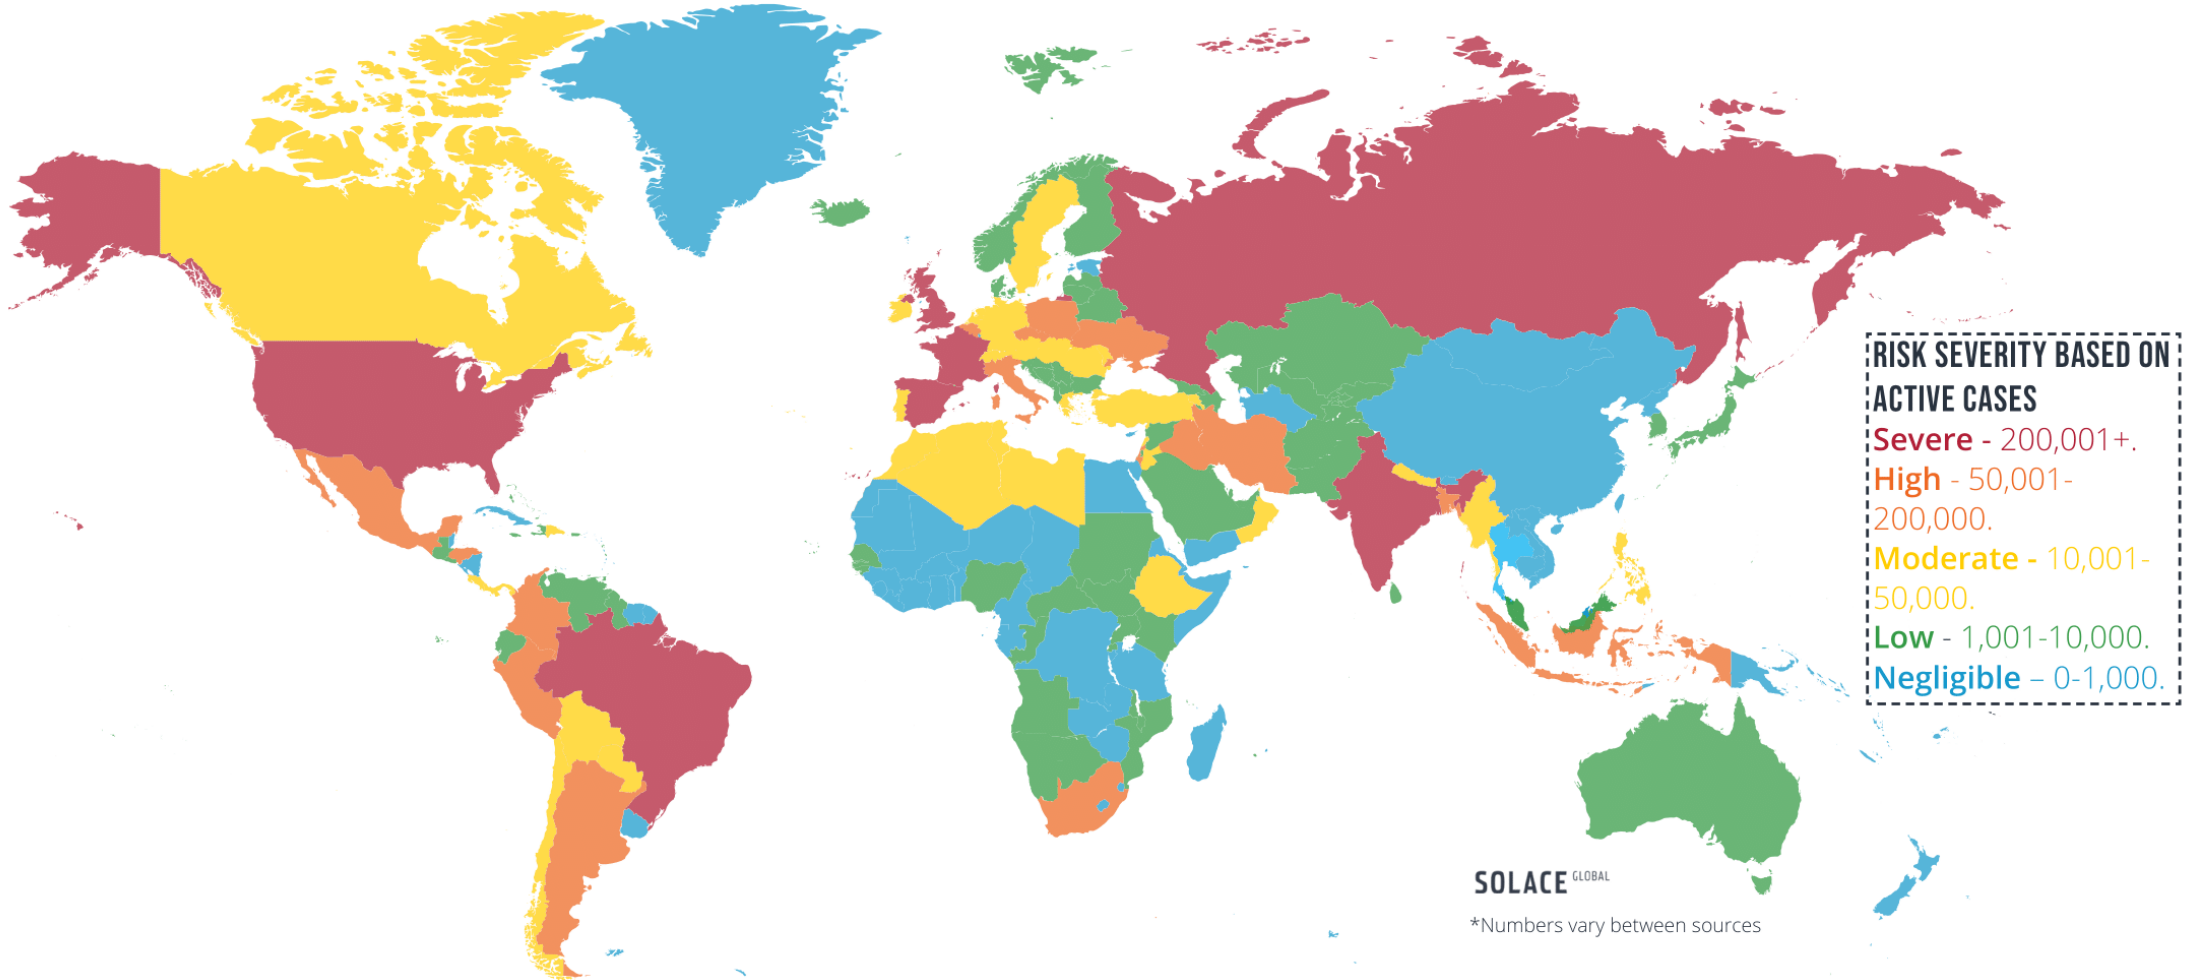 RISK SEVERITY BASED ON
ACTIVE CASES
Severe - 200,001+.
High - 50,001-
200,000.
Moderate - 10,001-
50,000.
Low - 1,001-10,000.
Negligible – 0-1,000.
SOLACE GLOBAL
*Numbers vary between sources